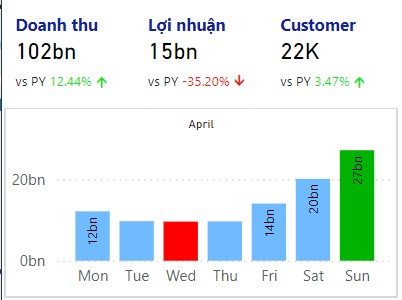 Doanh thu Lợi nhuận Customer
102bn 15bn 22K
vs PY 12.44% ↑ vs PY -35.20% ↓ vs PY 3.47% ↑
April
20bn
0bn
12bn 14bn 20bn 27bn
Mon Tue Wed Thu Fri Sat Sun